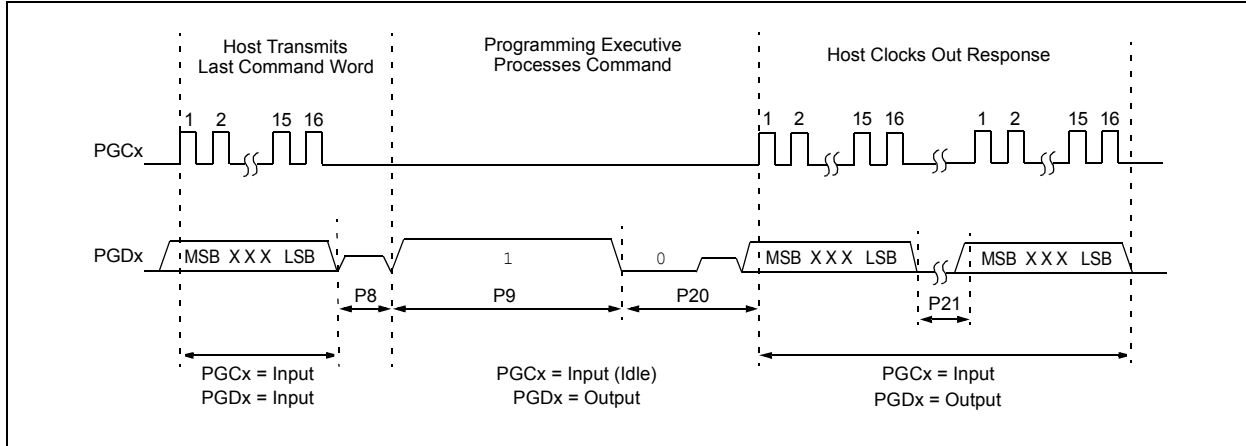 Host Transmits
Last Command Word
Programming Executive
Processes Command
Host Clocks Out Response
1 2 15 16 1 2 15 16 1 2 15 16
PGCx
PGDx
MSB X X X LSB 1 0 MSB X X X LSB MSB X X X LSB
P8 P9 P20 P21
PGCx = Input
PGDx = Input
PGCx = Input (Idle)
PGDx = Output
PGCx = Input
PGDx = Output